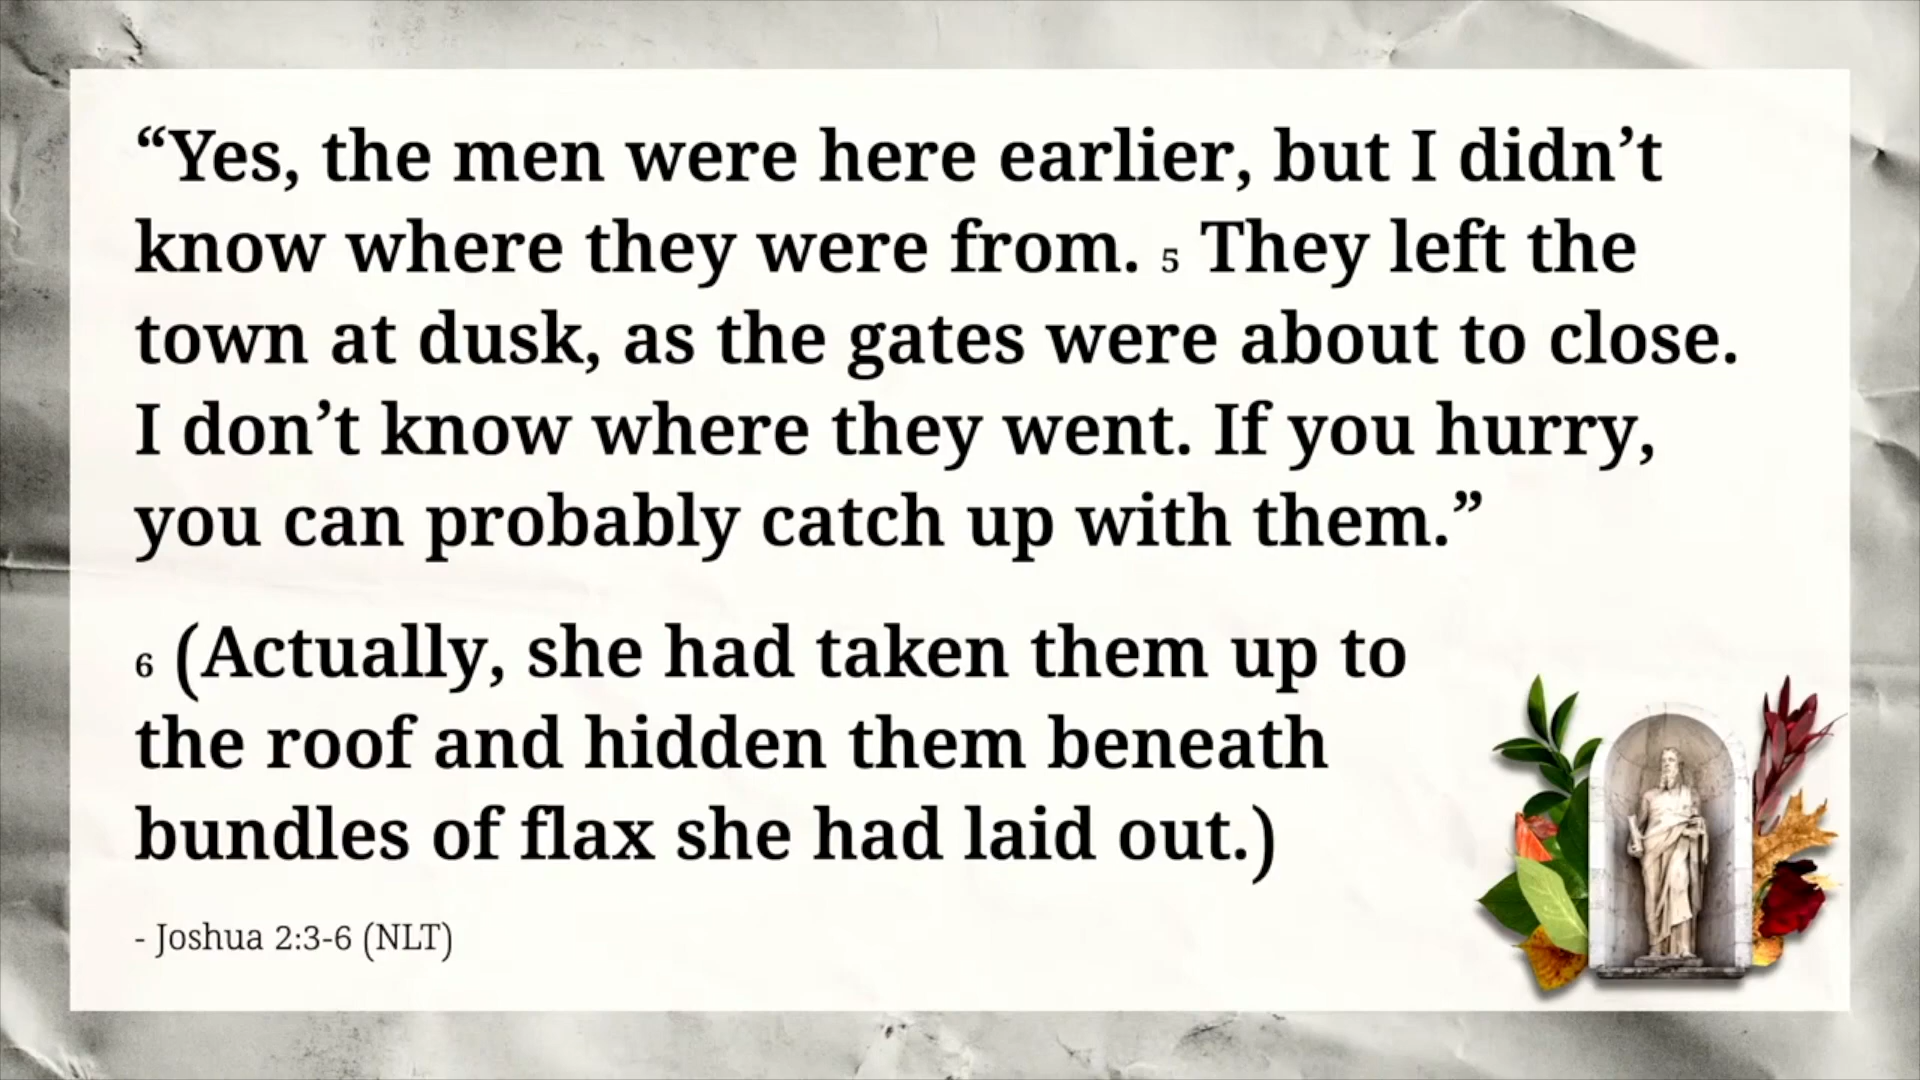 “Yes, the men were here earlier, but I didn’t
know where they were from. 5 They left the
town at dusk, as the gates were about to close.
I don’t know where they went. If you hurry,
you can probably catch up with them.”
6 (Actually, she had taken them up to
the roof and hidden them beneath
bundles of flax she had laid out.)
- Joshua 2:3-6 (NLT)